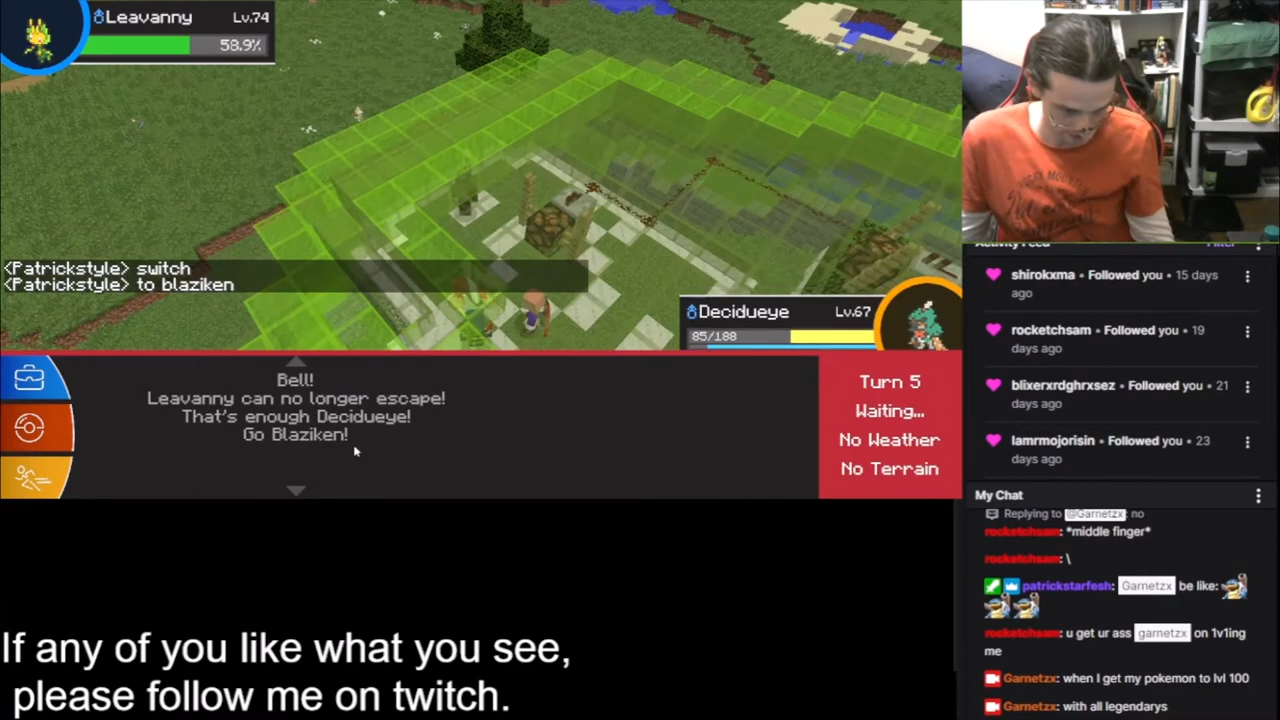 Leavanny Lv.74
58.9%
<Patrickstyle> switch
<Patrickstyle> to blaziken
Decidueye Lv.67
85/188
Bell!
Leavanny can no longer escape!
That's enough Decidueye!
Go Blaziken!
Turn 5
Waiting...
No Weather
No Terrain
If any of you like what you see,
please follow me on twitch.
Activity Feed Filter
shirokxma • Followed you • 15 days
ago
rocketchsam • Followed you • 19
days ago
blixerxrdghrxsez • Followed you • 21
days ago
Iamrmojorisin • Followed you • 23
days ago
My Chat
Replying to @Garnetzx: no
rocketchsam: *middle finger*
rocketchsam: \
patrickstarfesh: Garnetzx be like:
rocketchsam: u get ur ass garnetzx on 1v1ing
me
Garnetzx: when I get my pokemon to lvl 100
Garnetzx: with all legendarys